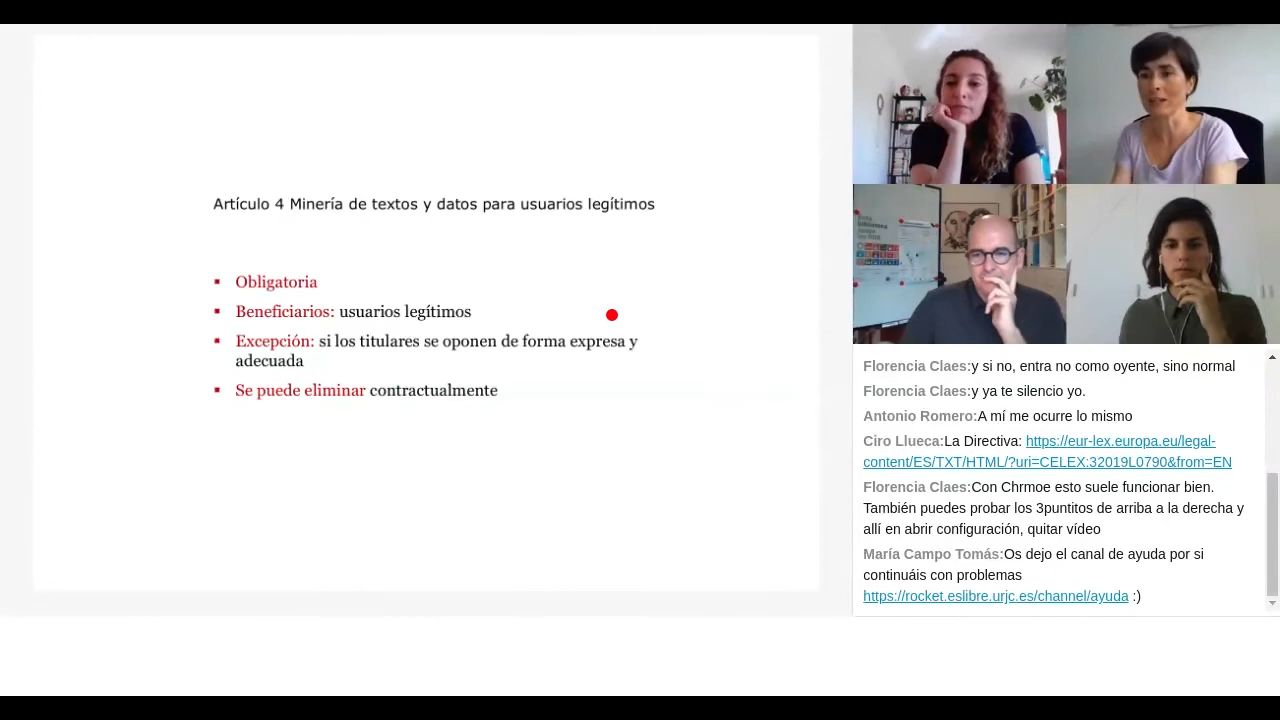 Artículo 4 Minería de textos y datos para usuarios legítimos
▪ Obligatoria
▪ Beneficiarios: usuarios legítimos
▪ Excepción: si los titulares se oponen de forma expresa y
adecuada
▪ Se puede eliminar contractualmente
Florencia Claes:y si no, entra no como oyente, sino normal
Florencia Claes:y ya te silencio yo.
Antonio Romero:A mí me ocurre lo mismo
Ciro Llueca:La Directiva: https://eur-lex.europa.eu/legal-
content/ES/TXT/HTML/?uri=CELEX:32019L0790&from=EN
Florencia Claes:Con Chrmoe esto suele funcionar bien.
También puedes probar los 3puntitos de arriba a la derecha y
allí en abrir configuración, quitar vídeo
María Campo Tomás:Os dejo el canal de ayuda por si
continuáis con problemas
https://rocket.eslibre.urjc.es/channel/ayuda :)